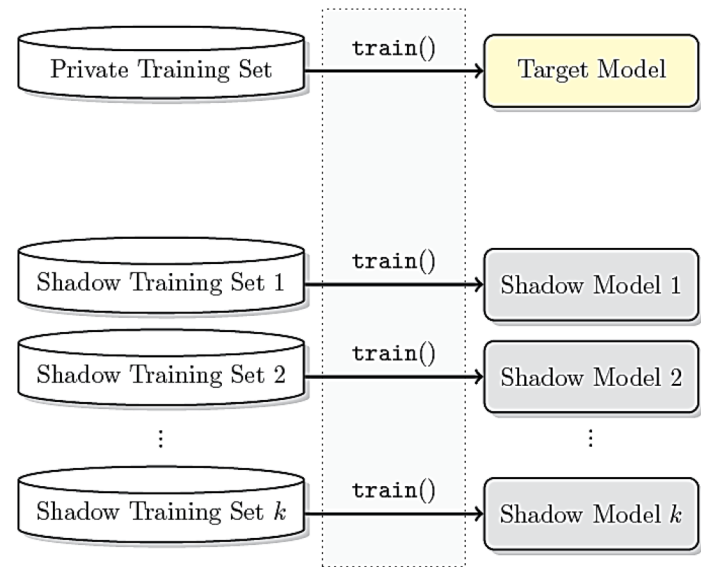 Private Training Set
train()
Target Model
Shadow Training Set 1
train()
Shadow Model 1
Shadow Training Set 2
train()
Shadow Model 2
⋮
⋮
Shadow Training Set k
train()
Shadow Model k